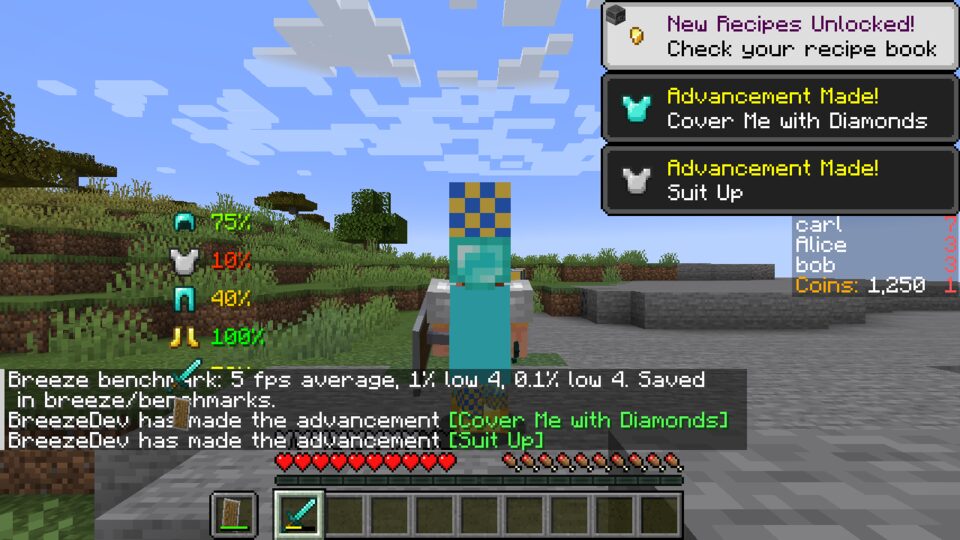 New Recipes Unlocked!
Check your recipe book
Advancement Made!
Cover Me with Diamonds
Advancement Made!
Suit Up
carl 7
Alice 3
bob
Coins: 1,250 1
75%
10%
40%
100%
Breeze benchmark: 5 fps average, 1% low 4, 0.1% low 4. Saved
in breeze/benchmarks.
BreezeDev has made the advancement [Cover Me with Diamonds]
BreezeDev has made the advancement [Suit Up]